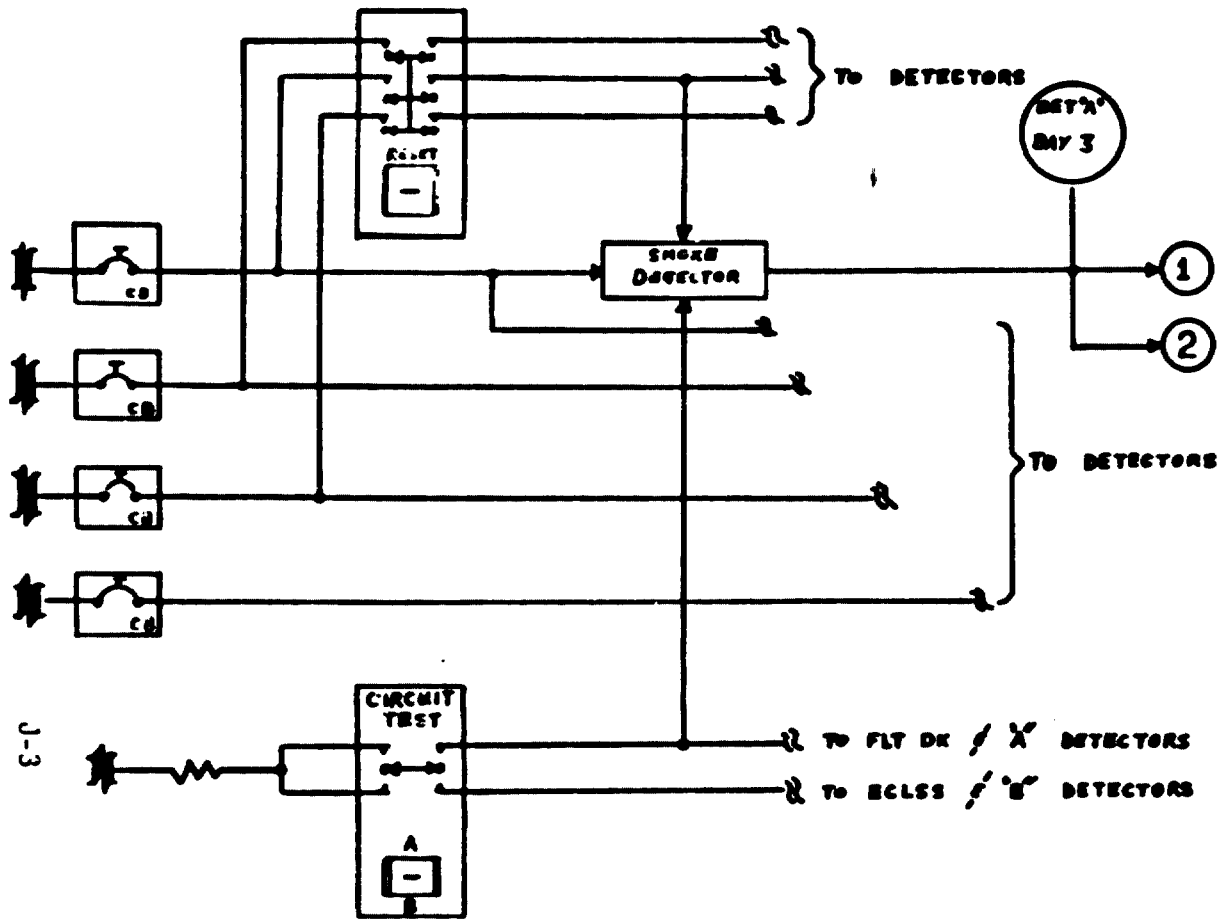 TO DETECTORS
DET "A"
BAY 3
RESET
SMOKE
CB
1
2
CB
TO DETECTORS
CB
CB
CIRCUIT
TEST
TO FLT DK & "A" DETECTORS
TO ECLSS & "B" DETECTORS
A
B
J-3